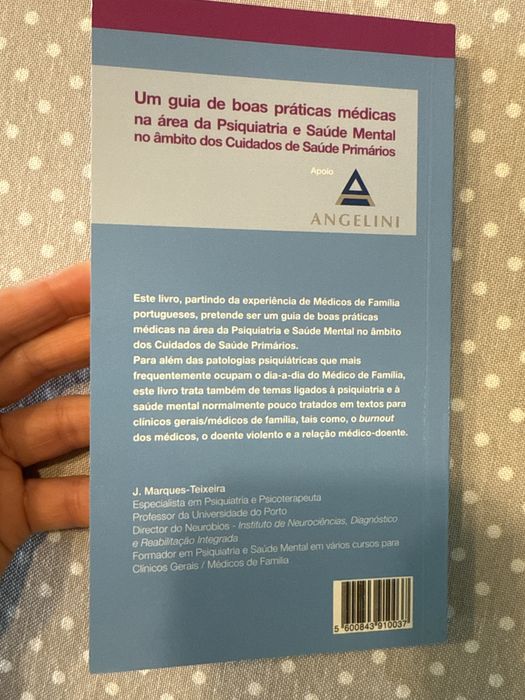 Um guia de boas práticas médicas
na área da Psiquiatria e Saúde Mental
no âmbito dos Cuidados de Saúde Primários
Apoio
ANGELINI
Este livro, partindo da experiência de Médicos de Família
portugueses, pretende ser um guia de boas práticas
médicas na área da Psiquiatria e Saúde Mental no âmbito
dos Cuidados de Saúde Primários.
Para além das patologias psiquiátricas que mais
frequentemente ocupam o dia-a-dia do Médico de Família,
este livro trata também de temas ligados à psiquiatria e à
saúde mental normalmente pouco tratados em textos para
clínicos gerais/médicos de família, tais como, o burnout
dos médicos, o doente violento e a relação médico-doente.
J. Marques-Teixeira
Especialista em Psiquiatria e Psicoterapeuta
Professor da Universidade do Porto
Director do Neurobios - Instituto de Neurociências, Diagnóstico
e Reabilitação Integrada
Formador em Psiquiatria e Saúde Mental em vários cursos para
Clínicos Gerais / Médicos de Família
5 600843 910037